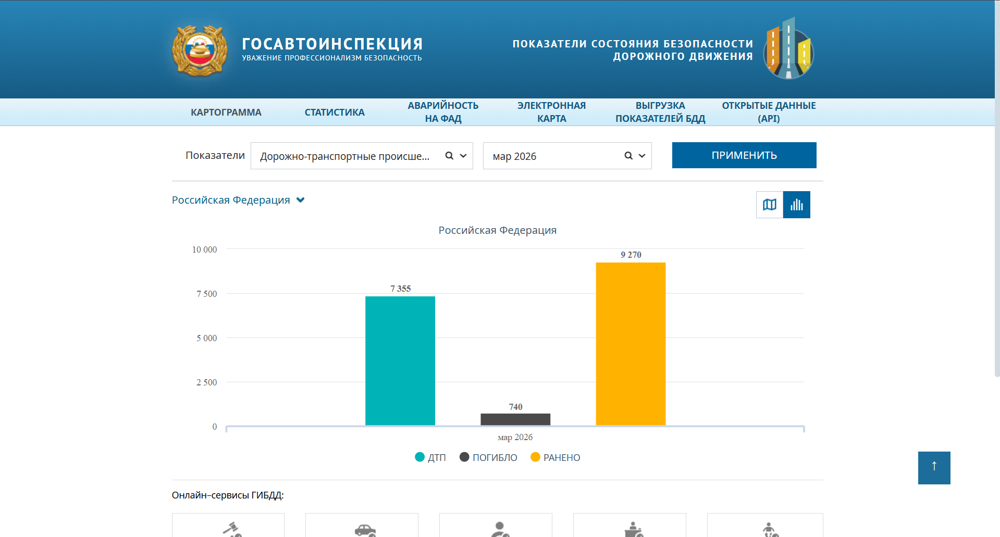 ГОСАВТОИНСПЕКЦИЯ
УВАЖЕНИЕ ПРОФЕССИОНАЛИЗМ БЕЗОПАСНОСТЬ
ПОКАЗАТЕЛИ СОСТОЯНИЯ БЕЗОПАСНОСТИ
ДОРОЖНОГО ДВИЖЕНИЯ
КАРТОГРАММА
СТАТИСТИКА
АВАРИЙНОСТЬ
НА ФАД
ЭЛЕКТРОННАЯ
КАРТА
ВЫГРУЗКА
ПОКАЗАТЕЛЕЙ БДД
ОТКРЫТЫЕ ДАННЫЕ
(API)
Показатели
Дорожно-транспортные происше...
мар 2026
ПРИМЕНИТЬ
Российская Федерация
Российская Федерация
10 000
7 500
5 000
2 500
0
7 355
740
9 270
мар 2026
ДТП
ПОГИБЛО
РАНЕНО
↑
Онлайн–сервисы ГИБДД: